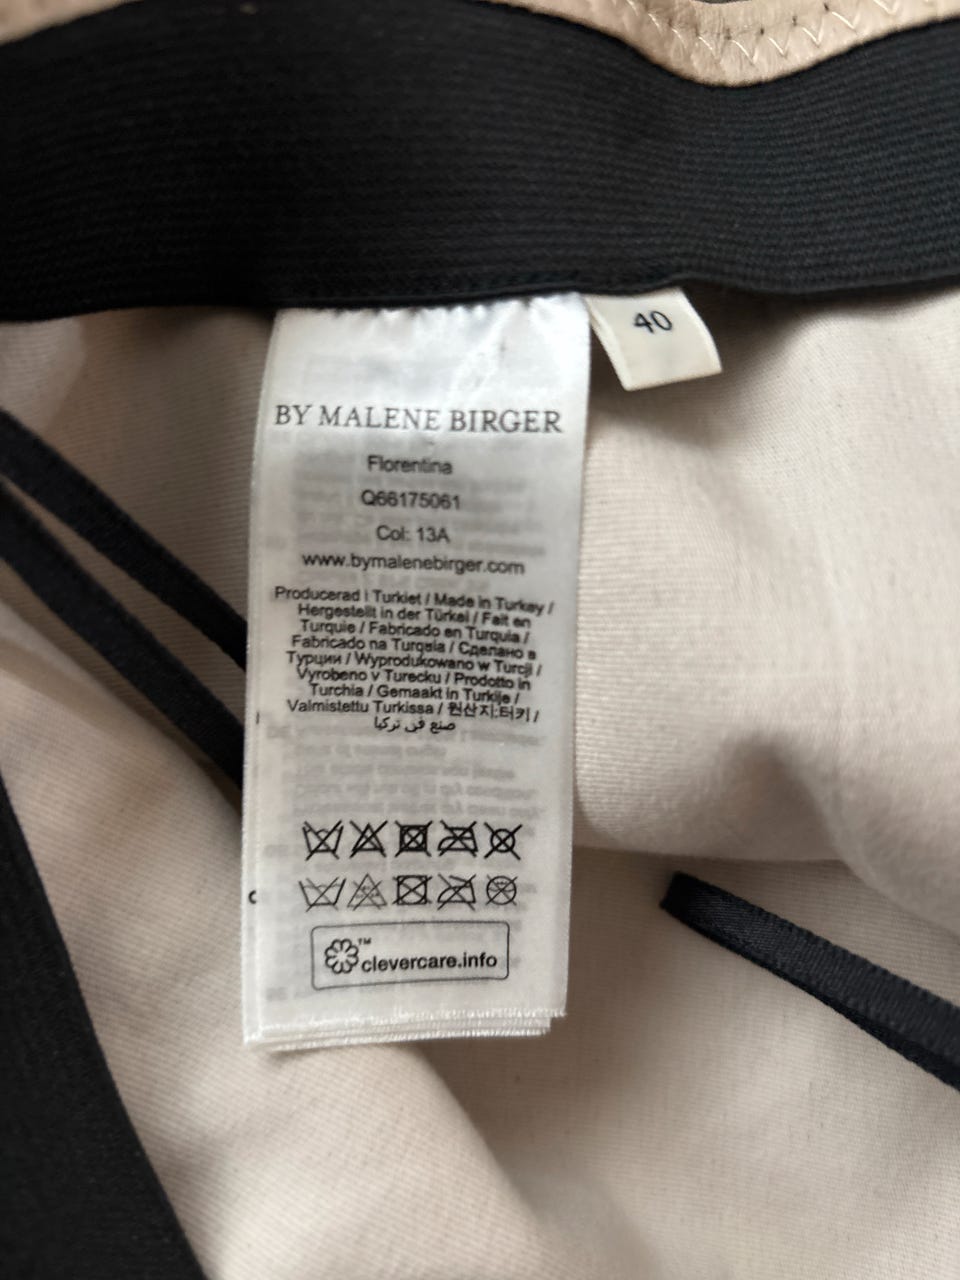 40
BY MALENE BIRGER
Florentina
Q66175061
Col: 13A
www.bymalenebirger.com
Producerad i Turkiet / Made in Turkey /
Hergestellt in der Türkei / Fait en
Turquie / Fabricado en Turquía /
Fabricado na Turquia / Сделано в
Турции / Wyprodukowano w Turcji /
Vyrobeno v Turecku / Prodotto in
Turchia / Gemaakt in Turkije /
Valmistettu Turkissa / 원산지:터키 /
صنع في تركيا
™
clevercare.info